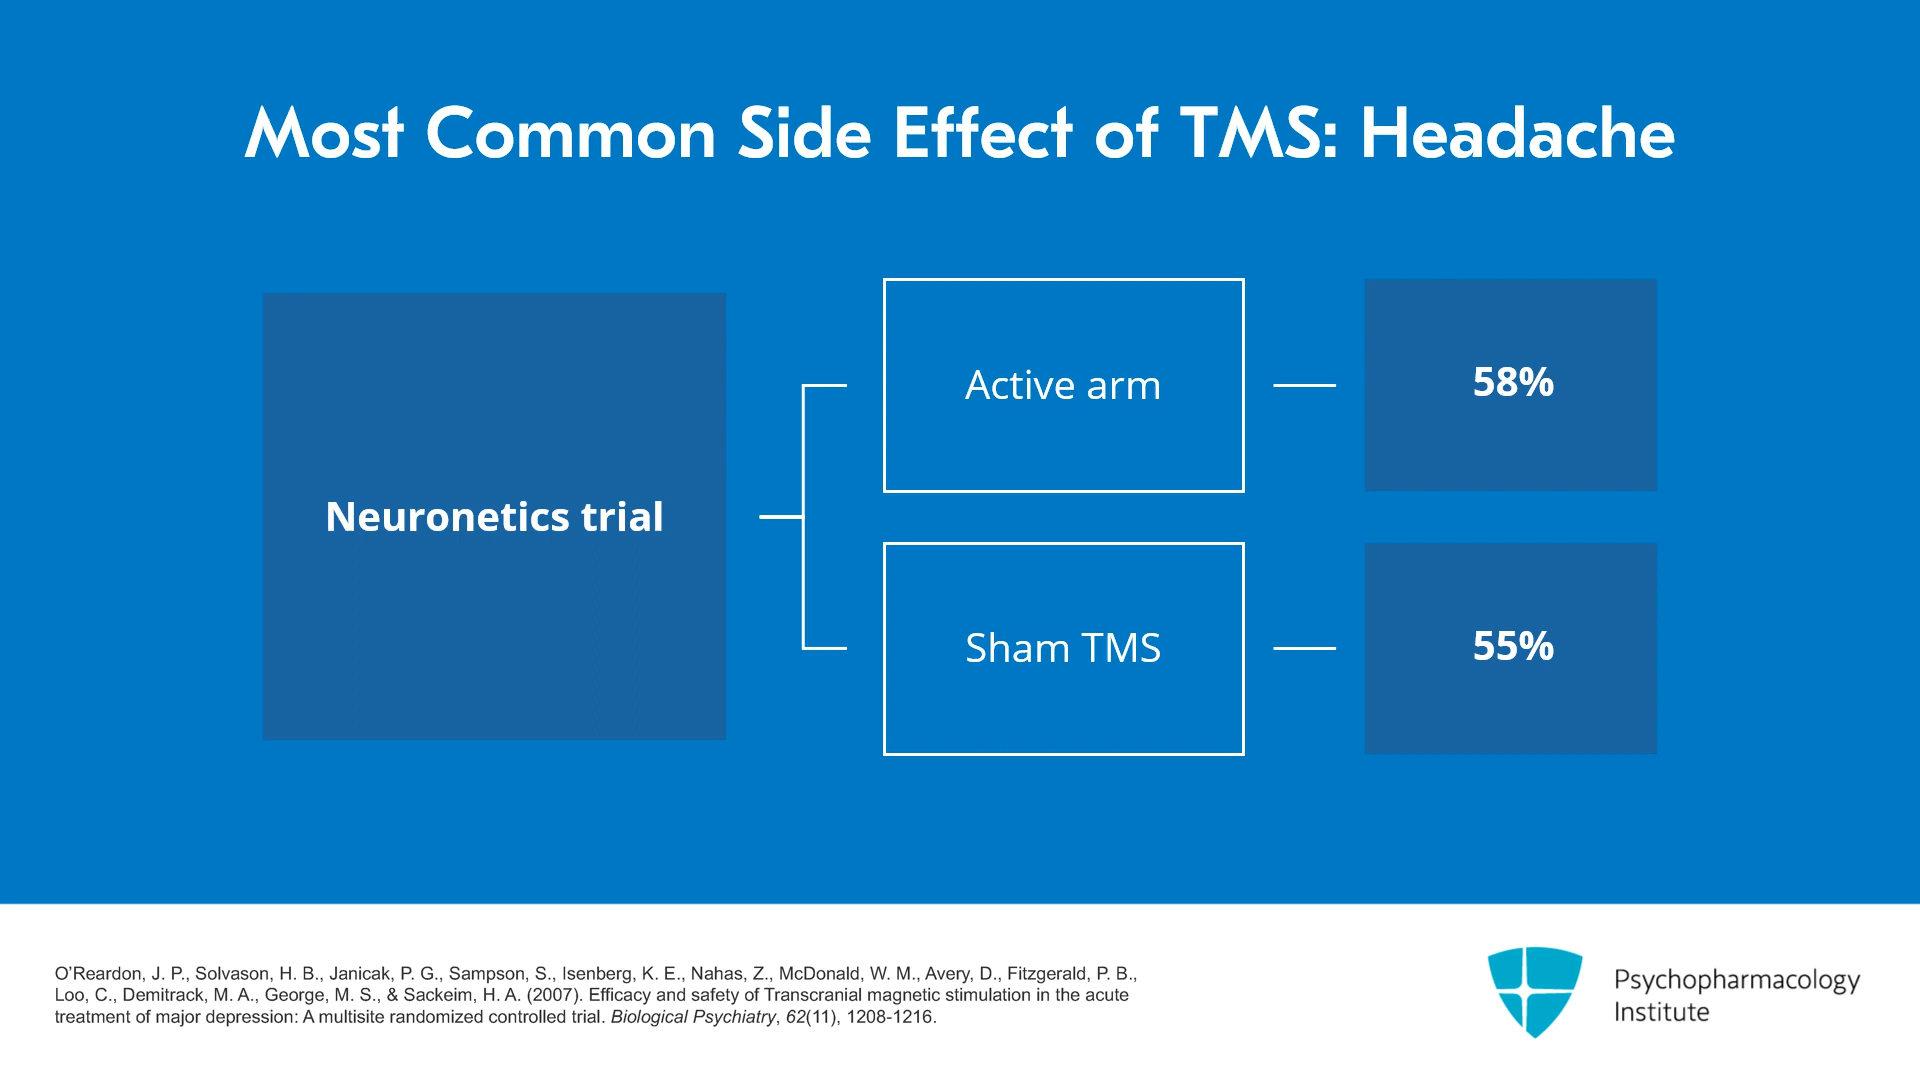 Most Common Side Effect of TMS: Headache
Neuronetics trial
Active arm
58%
Sham TMS
55%
O’Reardon, J. P., Solvason, H. B., Janicak, P. G., Sampson, S., Isenberg, K. E., Nahas, Z., McDonald, W. M., Avery, D., Fitzgerald, P. B.,
Loo, C., Demitrack, M. A., George, M. S., & Sackeim, H. A. (2007). Efficacy and safety of Transcranial magnetic stimulation in the acute
treatment of major depression: A multisite randomized controlled trial. Biological Psychiatry, 62(11), 1208-1216.
Psychopharmacology
Institute